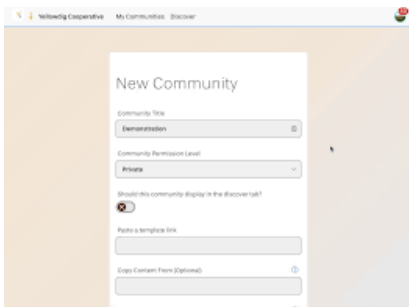 Yellowdig Cooperative My Communities Discover
New Community
Community Title
Demonstration
Community Permission Level
Private
Should this community display in the discover tab?
Paste a template link
Copy Content From (Optional)